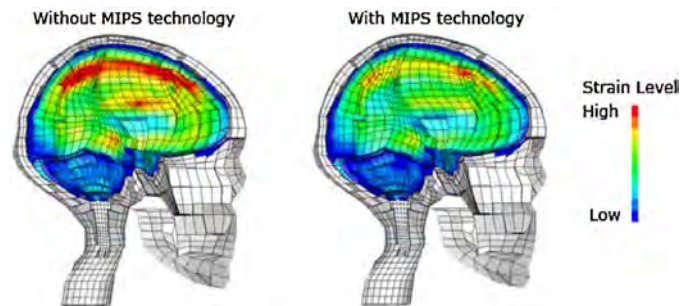 Without MIPS technology
With MIPS technology
Strain Level
High
Low